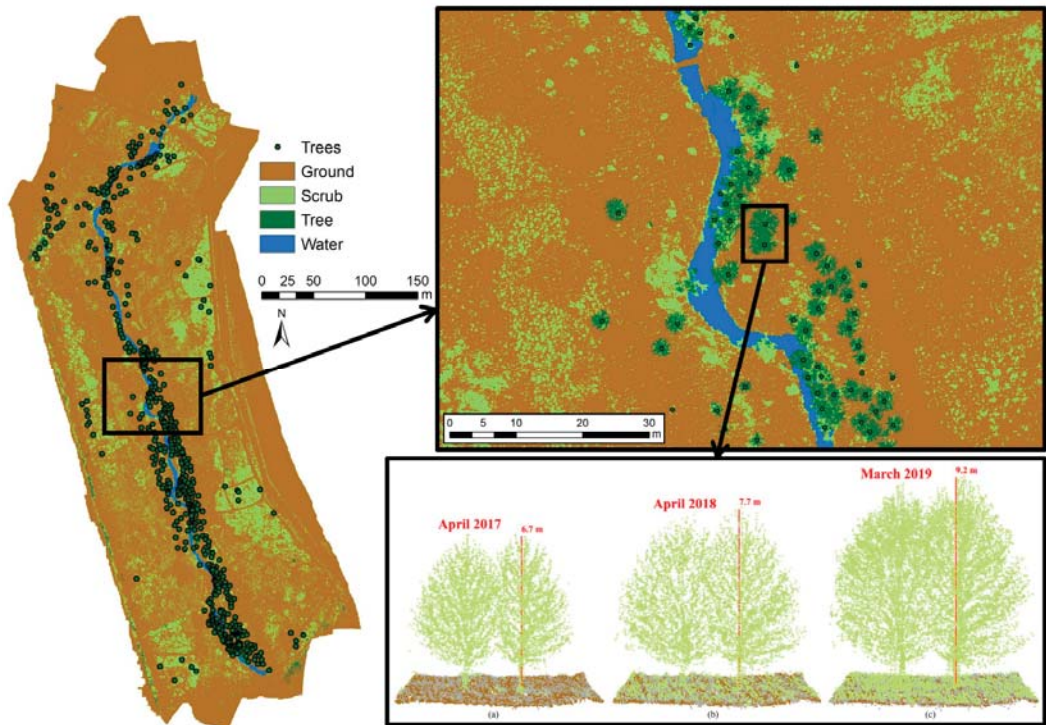 Trees
Ground
Scrub
Tree
Water
0 25 50 100 150
m
N
0 5 10 20 30
m
April 2017
6.7 m
April 2018
7.7 m
March 2019
9.2 m
(a)
(b)
(c)